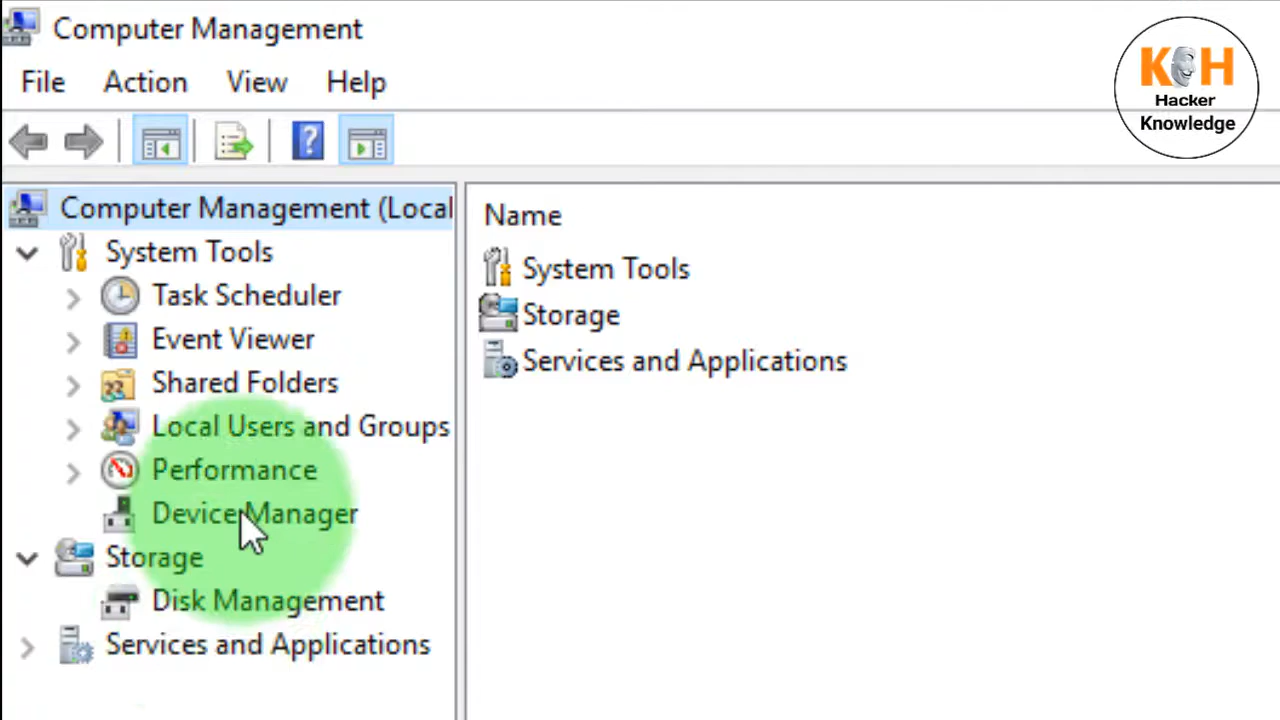 Computer Management
File Action View Help
K H
Hacker
Knowledge
Computer Management (Local
System Tools
Task Scheduler
Event Viewer
Shared Folders
Local Users and Groups
Performance
Device Manager
Storage
Disk Management
Services and Applications
Name
System Tools
Storage
Services and Applications